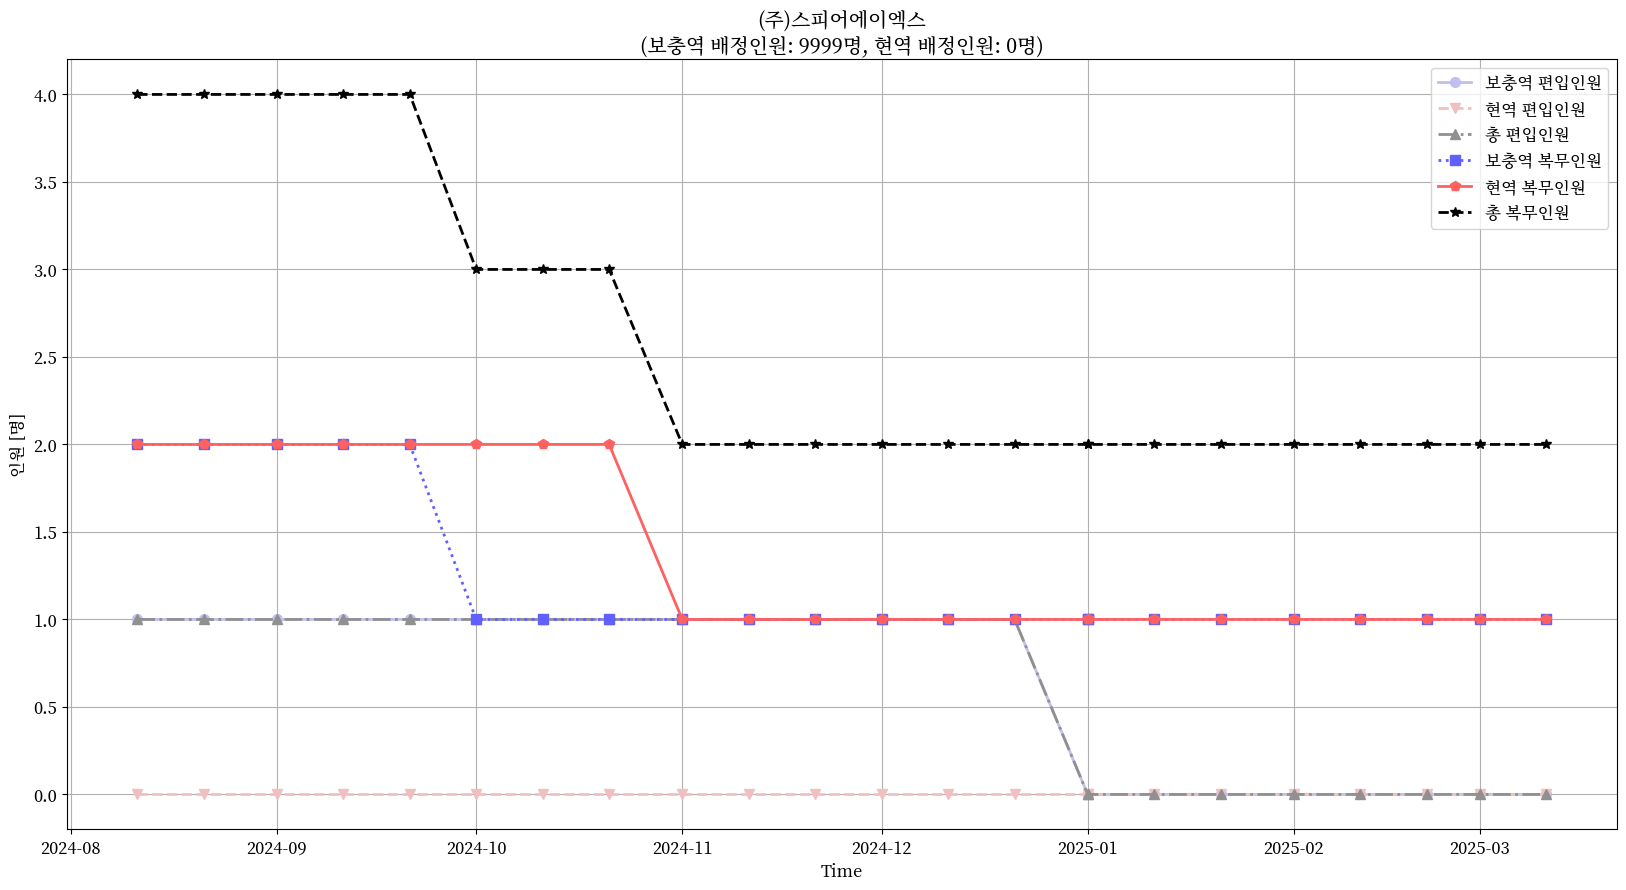 (주)스피어에이엑스
(보충역 배정인원: 9999명, 현역 배정인원: 0명)
보충역 편입인원
현역 편입인원
총 편입인원
보충역 복무인원
현역 복무인원
총 복무인원
인원 [명]
4.0
3.5
3.0
2.5
2.0
1.5
1.0
0.5
0.0
2024-08
2024-09
2024-10
2024-11
2024-12
2025-01
2025-02
2025-03
Time